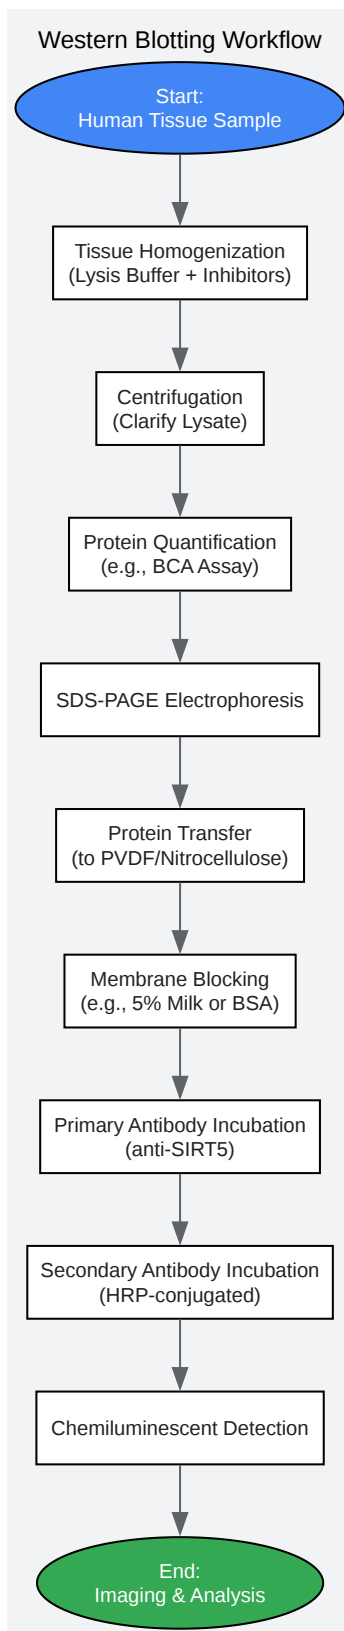 Western Blotting Workflow
Start:
Human Tissue Sample
Tissue Homogenization
(Lysis Buffer + Inhibitors)
Centrifugation
(Clarify Lysate)
Protein Quantification
(e.g., BCA Assay)
SDS-PAGE Electrophoresis
Protein Transfer
(to PVDF/Nitrocellulose)
Membrane Blocking
(e.g., 5% Milk or BSA)
Primary Antibody Incubation
(anti-SIRT5)
Secondary Antibody Incubation
(HRP-conjugated)
Chemiluminescent Detection
End:
Imaging & Analysis